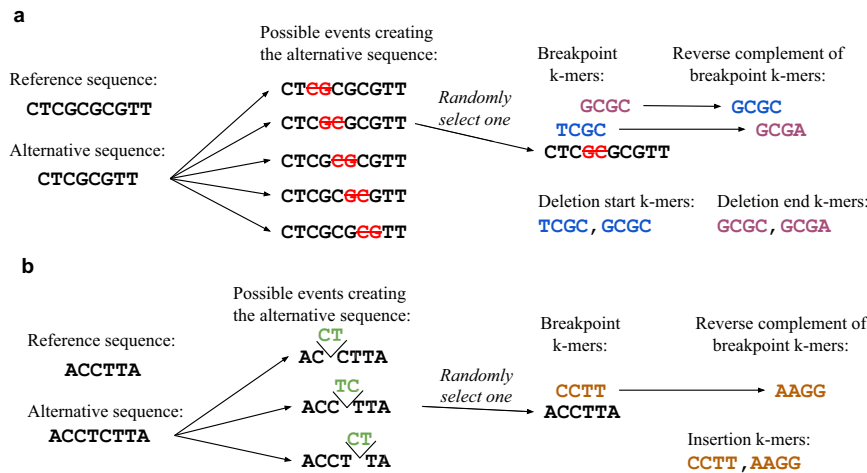 a
Possible events creating
the alternative sequence:
Breakpoint
k-mers:
Reverse complement of
breakpoint k-mers:
Reference sequence:
CTCGCGCGTT
Alternative sequence:
CTCGCGTT
CTCGCGCGTT
CTCGCGCGTT
CTCGCGCGTT
CTCGCGCGTT
CTCGCGCGTT
Randomly
select one
GCGC
GCGC
TCGC
GCGA
CTCGCGCGTT
Deletion start k-mers:
TCGC,GCGC
Deletion end k-mers:
GCGC,GCGA
b
Possible events creating
the alternative sequence:
Breakpoint
k-mers:
Reverse complement of
breakpoint k-mers:
Reference sequence:
ACCTTA
Alternative sequence:
ACCTCTTA
CT
AC CTTA
TC
ACC TTA
CT
ACCT TA
Randomly
select one
CCTT
AAGG
ACCTTA
Insertion k-mers:
CCTT,AAGG